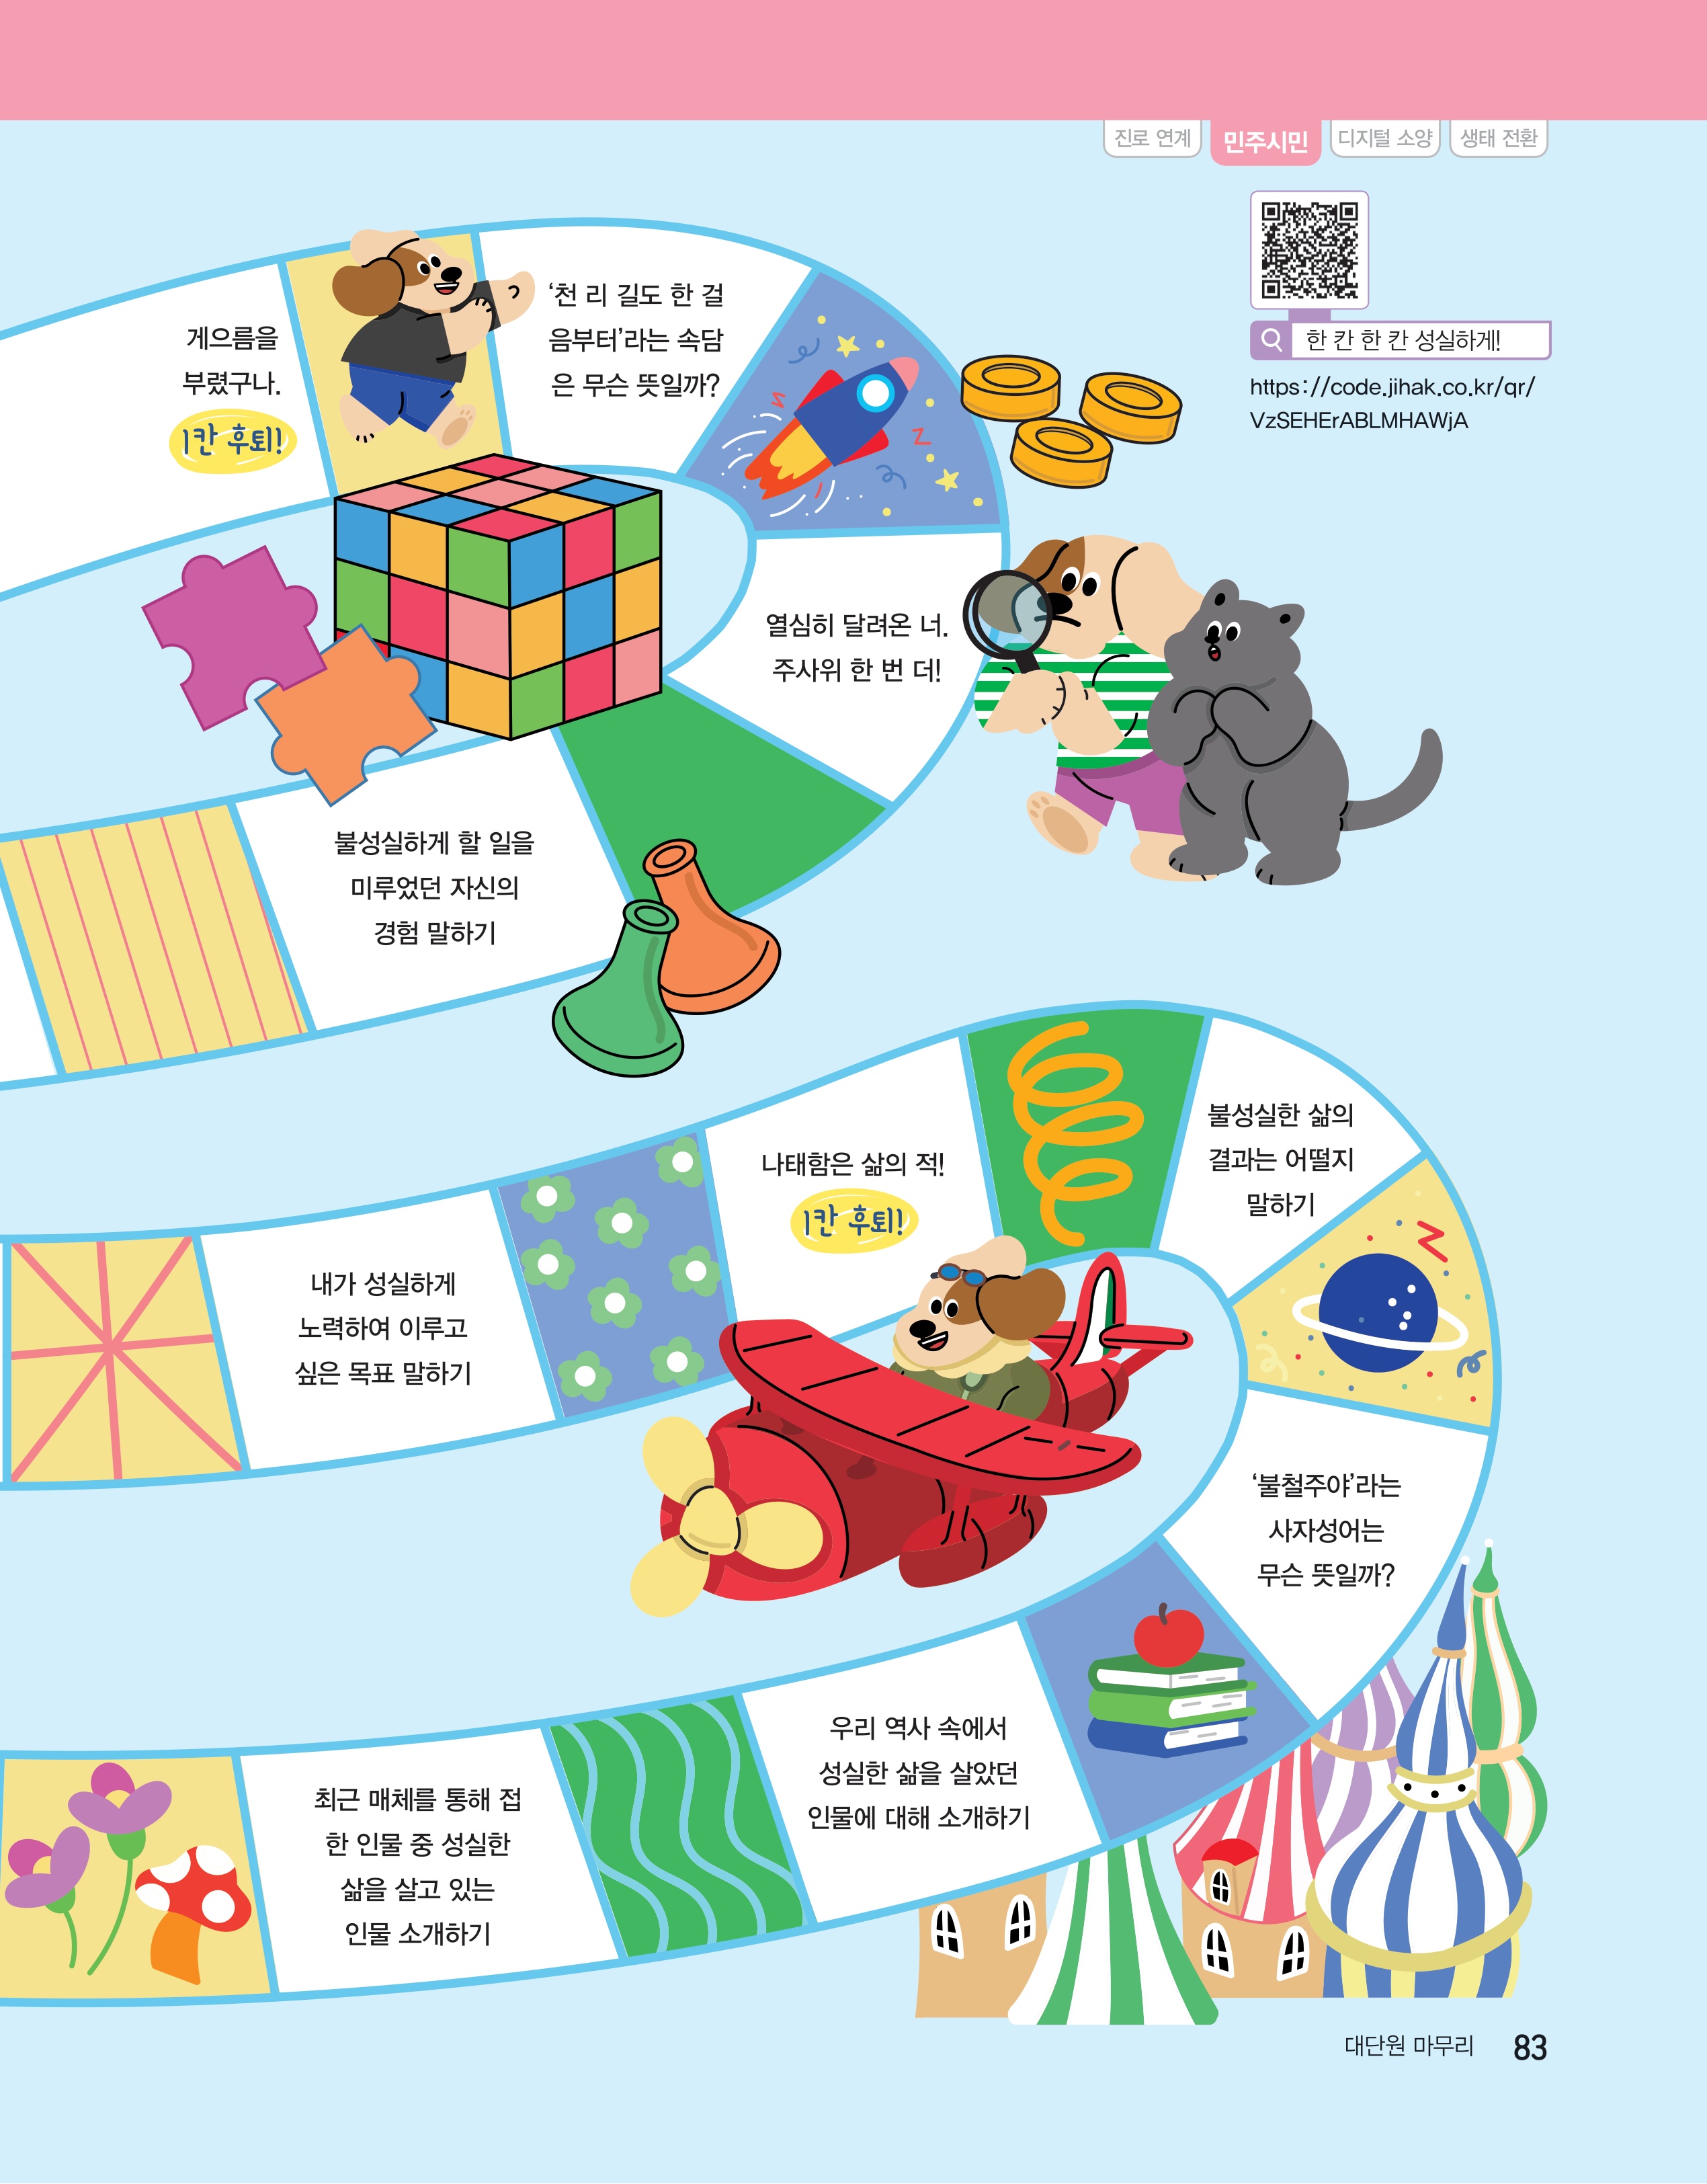 진로 연계
민주시민
디지털 소양
생태 전환
한 칸 한 칸 성실하게!
https://code.jihak.co.kr/qr/
VzSEHErABLMHAWjA
게으름을
부렸구나.
1칸 후퇴!
‘천 리 길도 한 걸
음부터’라는 속담
은 무슨 뜻일까?
열심히 달려온 너.
주사위 한 번 더!
불성실하게 할 일을
미루었던 자신의
경험 말하기
내가 성실하게
노력하여 이루고
싶은 목표 말하기
나태함은 삶의 적!
1칸 후퇴!
불성실한 삶의
결과는 어떨지
말하기
‘불철주야’라는
사자성어는
무슨 뜻일까?
우리 역사 속에서
성실한 삶을 살았던
인물에 대해 소개하기
최근 매체를 통해 접
한 인물 중 성실한
삶을 살고 있는
인물 소개하기
대단원 마무리
83